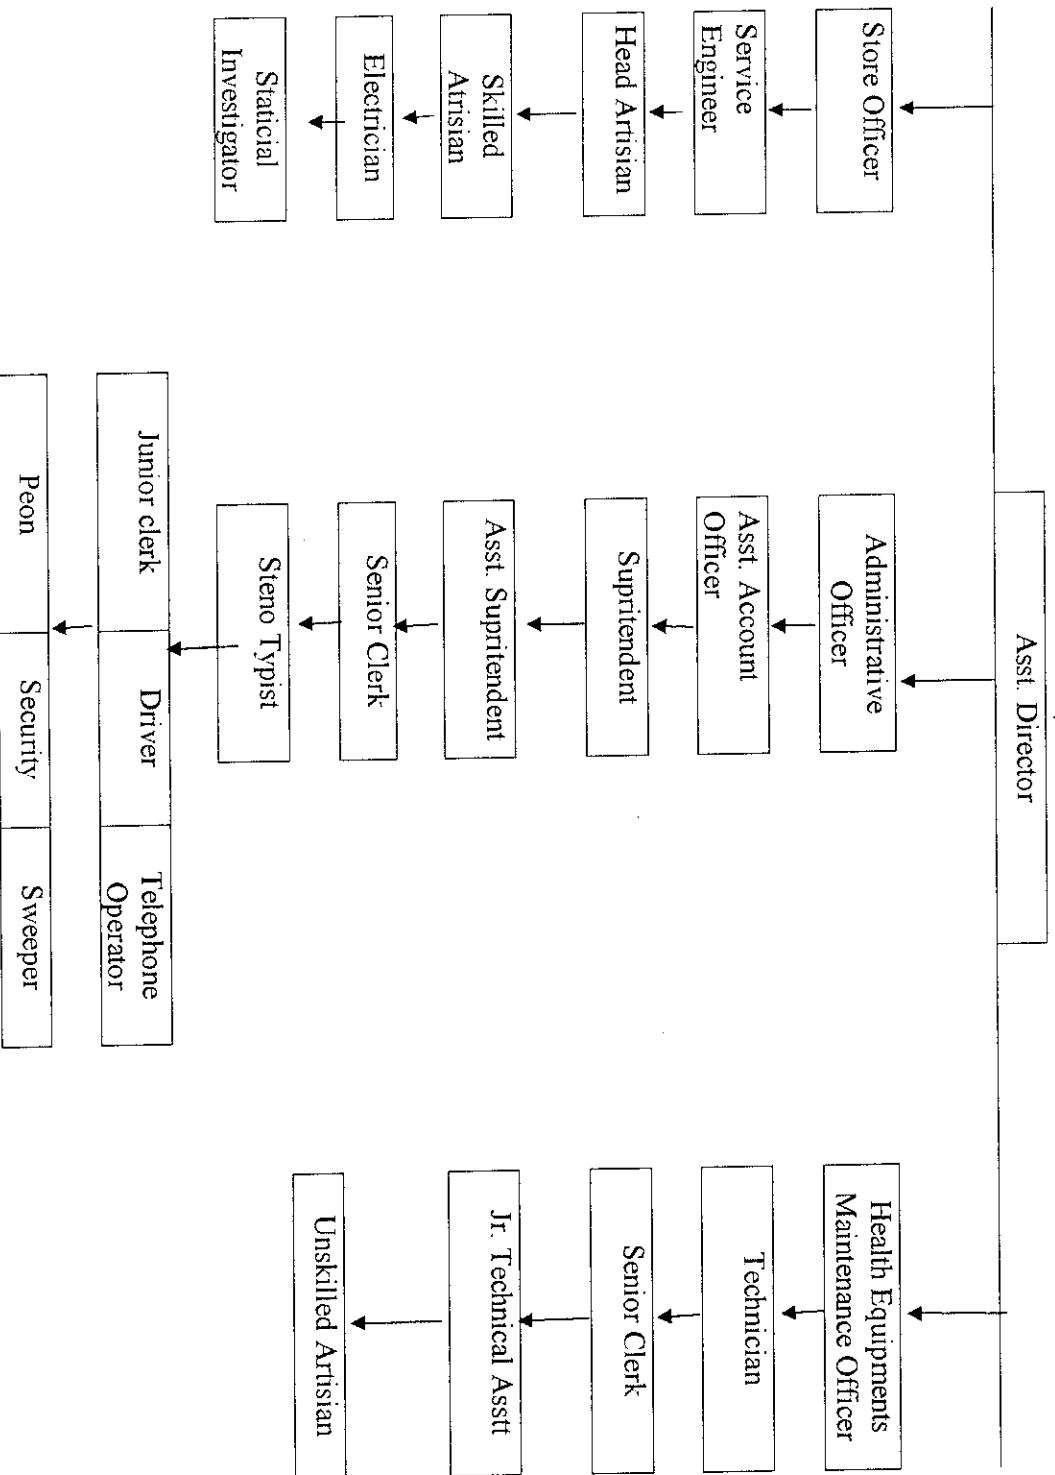 Asst. Director
Store Officer
Service
Engineer
Head Artisian
Skilled
Atrisian
Electrician
Staticial
Investigator
Administrative
Officer
Asst. Account
Officer
Supritendent
Asst. Supritendent
Senior Clerk
Steno Typist
Junior clerk
Driver
Telephone
Operator
Peon
Security
Sweeper
Health Equipments
Maintenance Officer
Technician
Senior Clerk
Jr. Technical Asstt
Unskilled Artisian